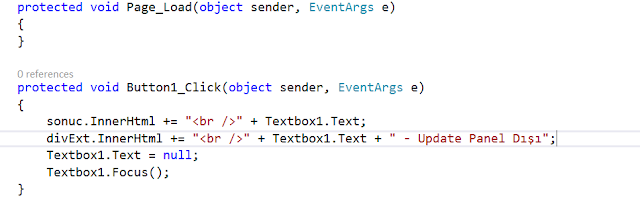 protected void Page_Load(object sender, EventArgs e)
{
}
0 references
protected void Button1_Click(object sender, EventArgs e)
{
sonuc.InnerHtml += "<br />" + Textbox1.Text;
divExt.InnerHtml += "<br />" + Textbox1.Text + " - Update Panel Dışı";
Textbox1.Text = null;
Textbox1.Focus();
}